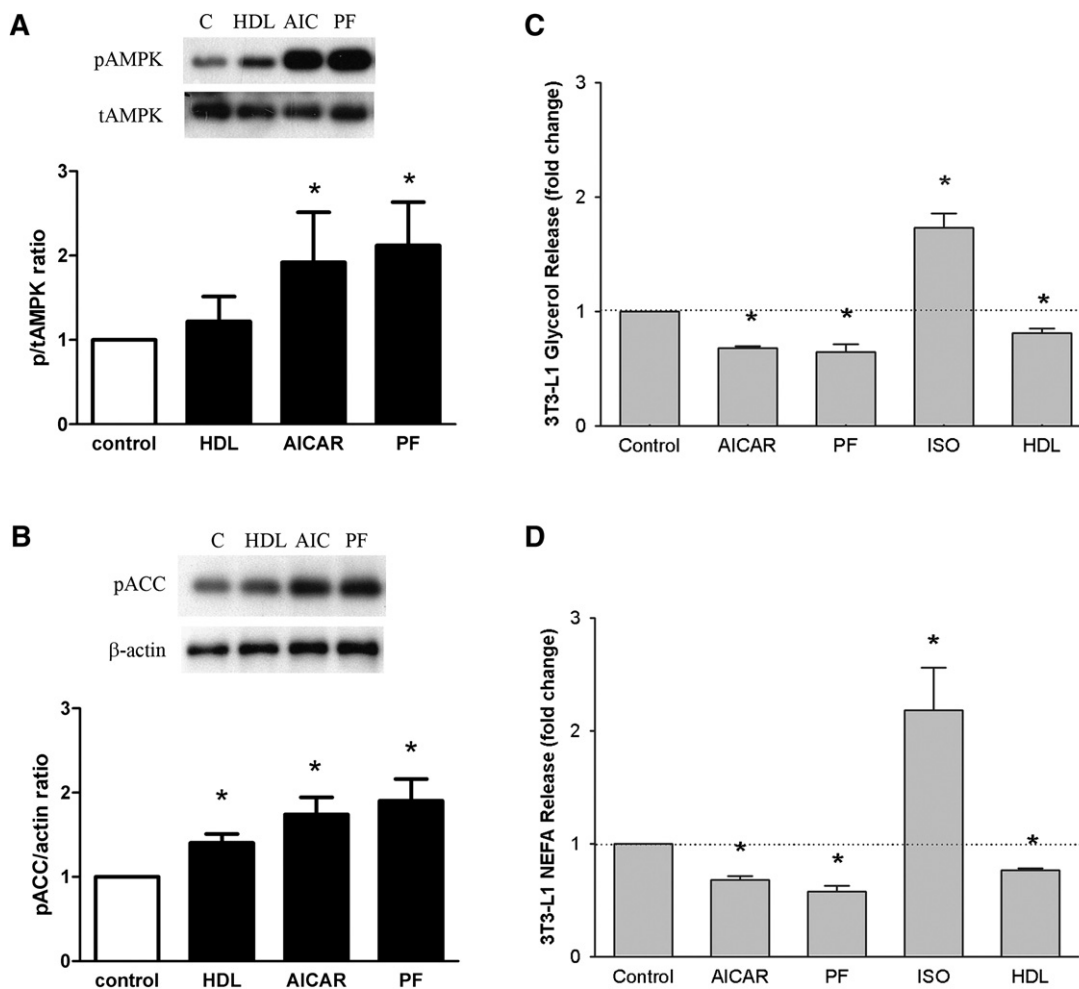 A
C HDL AIC PF
pAMPK
tAMPK
p/tAMPK ratio
3
2
1
0
* *
control HDL AICAR PF
B
C HDL AIC PF
pACC
β-actin
pACC/actin ratio
3
2
1
0
* * *
control HDL AICAR PF
C
3T3-L1 Glycerol Release (fold change)
3
2
1
0
* * * *
Control AICAR PF ISO HDL
D
3T3-L1 NEFA Release (fold change)
3
2
1
0
* * * *
Control AICAR PF ISO HDL